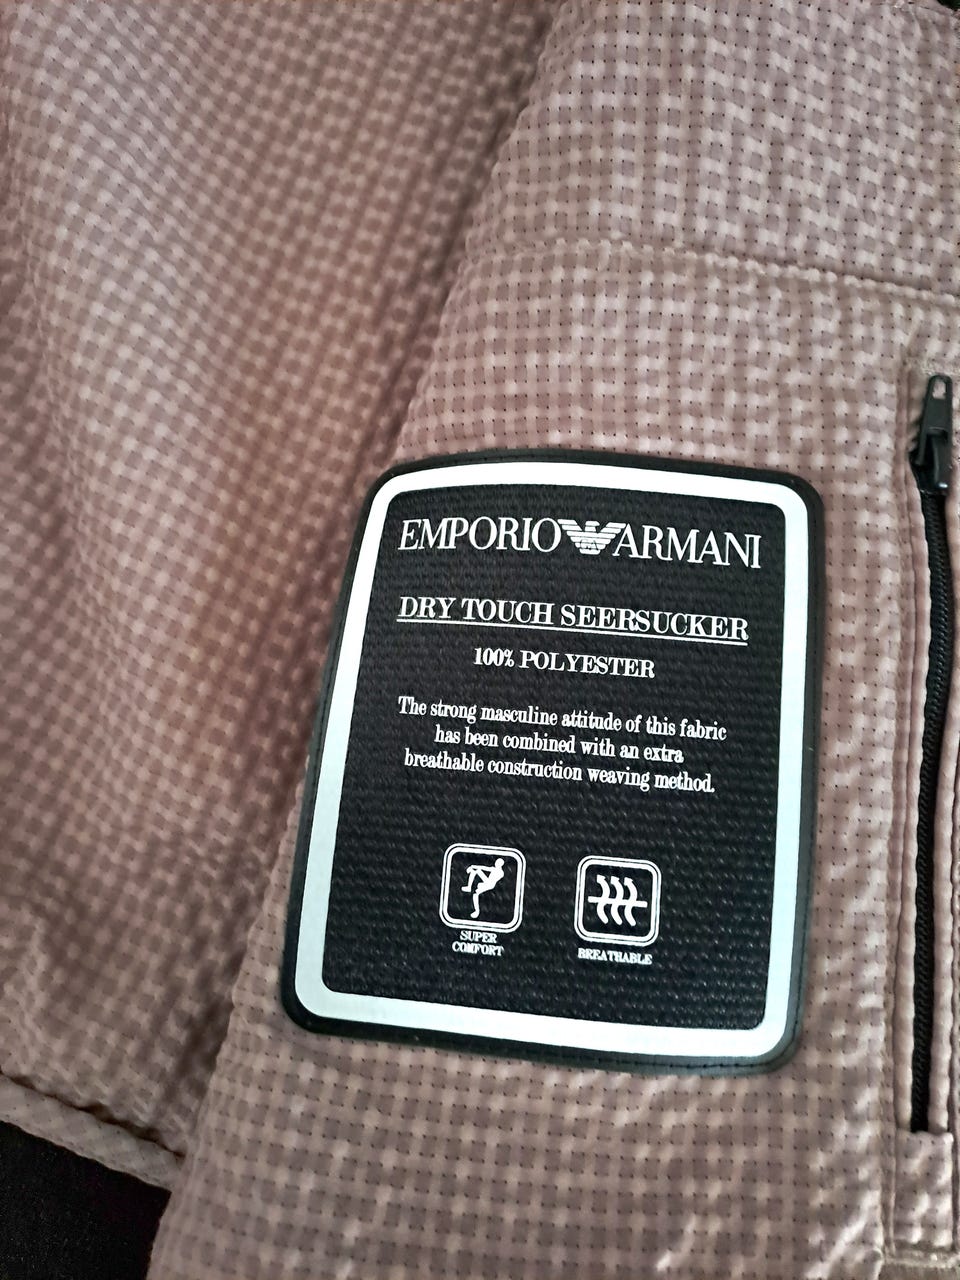 EMPORIO ARMANI
DRY TOUCH SEERSUCKER
100% POLYESTER
The strong masculine attitude of this fabric
has been combined with an extra
breathable construction weaving method.
SUPER
COMFORT
BREATHABLE